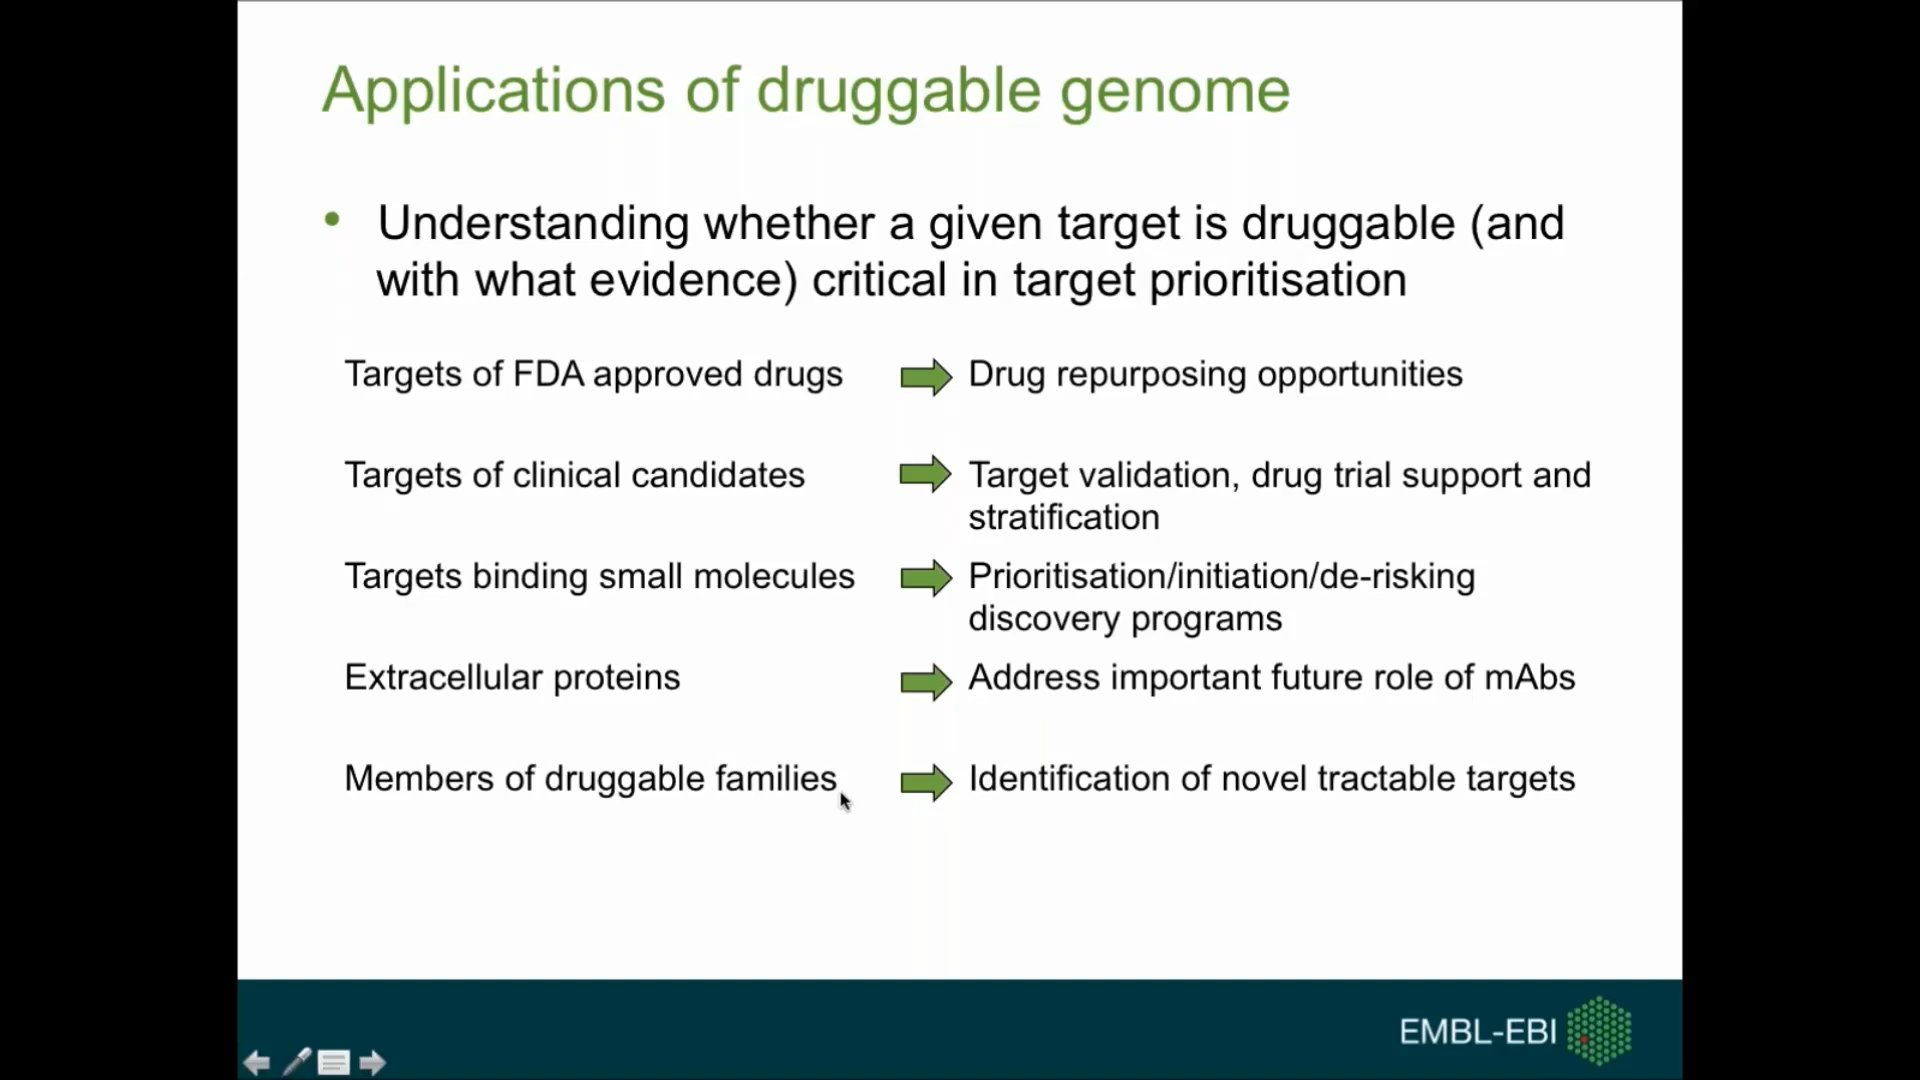 Applications of druggable genome
• Understanding whether a given target is druggable (and
with what evidence) critical in target prioritisation
Targets of FDA approved drugs
Drug repurposing opportunities
Targets of clinical candidates
Target validation, drug trial support and
stratification
Targets binding small molecules
Prioritisation/initiation/de-risking
discovery programs
Extracellular proteins
Address important future role of mAbs
Members of druggable families
Identification of novel tractable targets
EMBL-EBI